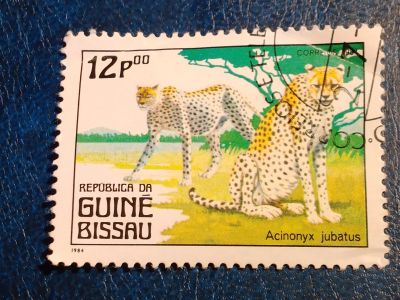 12P00
CORREIOS
REPÚBLICA DA
GUINÉ
BISSAU
1984
Acinonyx jubatus